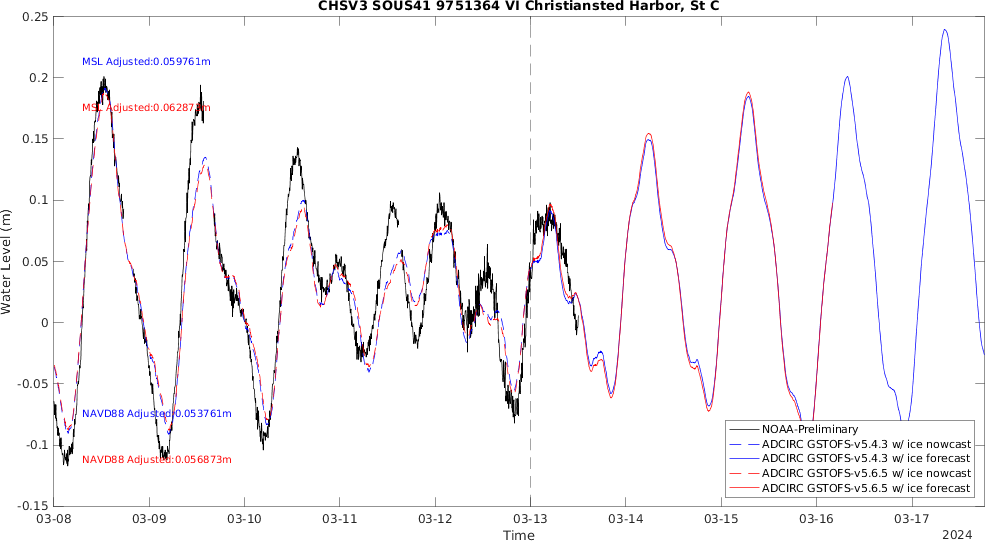 CHSV3 SOUS41 9751364 VI Christiansted Harbor, St C
0.25
0.2
0.15
0.1
0.05
0
-0.05
-0.1
-0.15
Water Level (m)
MSL Adjusted:0.059761m
NAVD88 Adjusted:0.053761m
NAVD88 Adjusted:0.056873m
NOAA-Preliminary
ADCIRC GSTOFS-v5.4.3 w/ ice nowcast
ADCIRC GSTOFS-v5.4.3 w/ ice forecast
ADCIRC GSTOFS-v5.6.5 w/ ice nowcast
ADCIRC GSTOFS-v5.6.5 w/ ice forecast
03-08
03-09
03-10
03-11
03-12
03-13
03-14
03-15
03-16
03-17
Time
2024